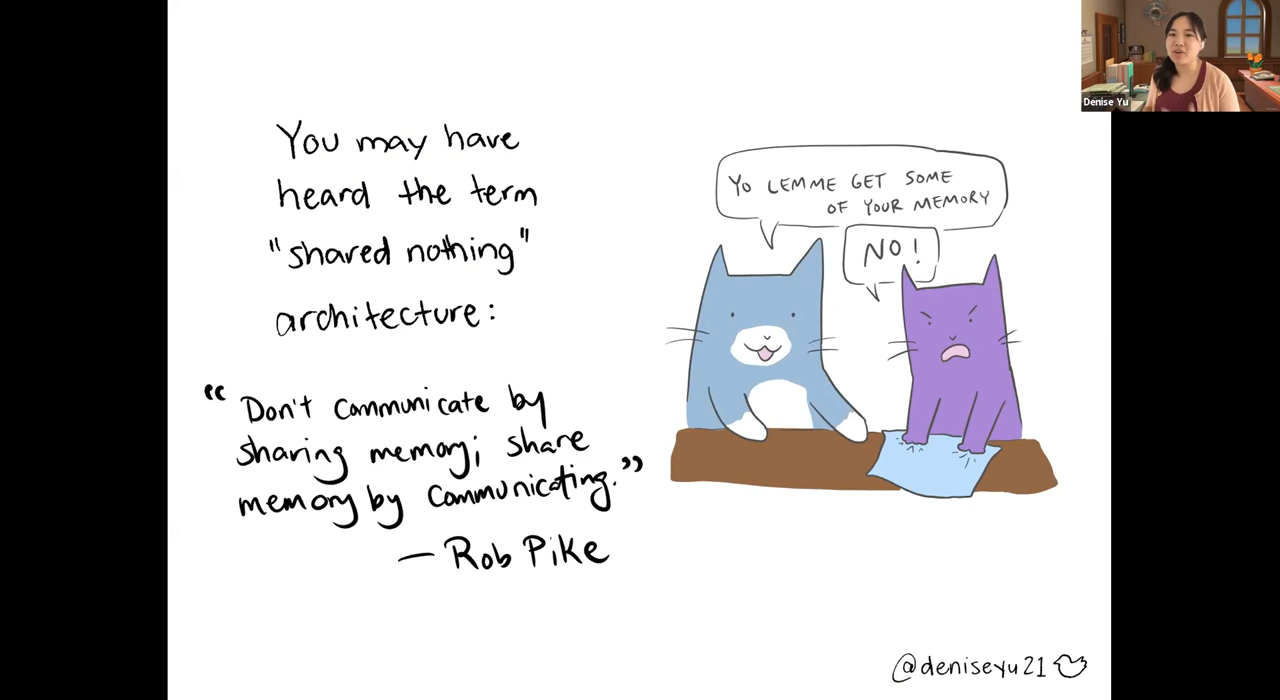 You may have
heard the term
"shared nothing"
architecture:
"Don't communicate by
sharing memory; share
memory by communicating."
— Rob Pike
YO LEMME GET SOME
OF YOUR MEMORY
NO!
Denise Yu
@deniseyu21